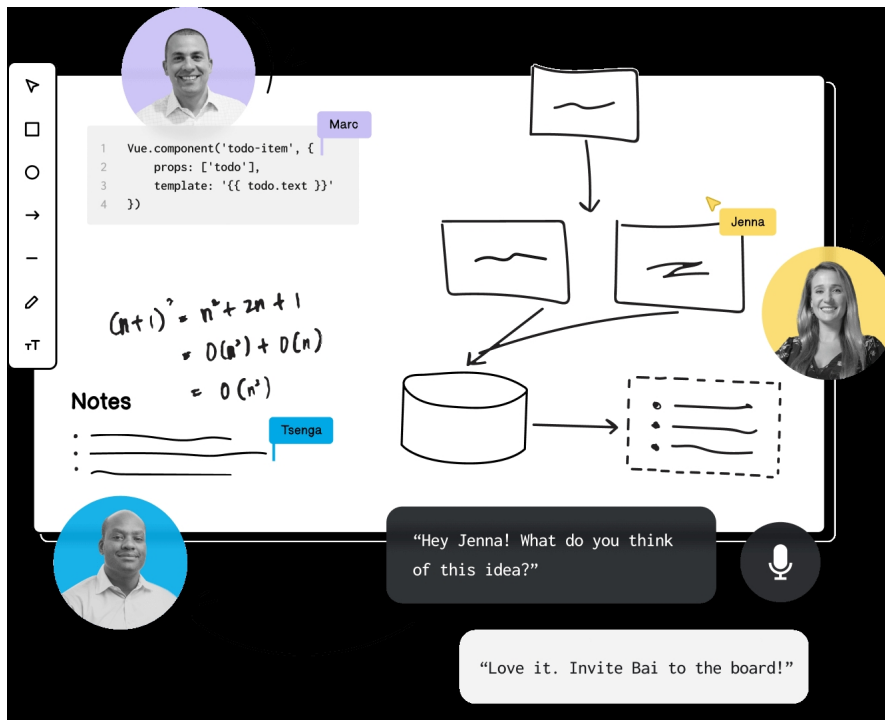 Marc
1 Vue.component('todo-item', {
2 props: ['todo'],
3 template: '{{ todo.text }}'
4 })
Jenna
(n+1)² = n² + 2n + 1
= O(n²) + O(n)
= O(n²)
Notes
Tsenga
TT
“Hey Jenna! What do you think
of this idea?”
“Love it. Invite Bai to the board!”